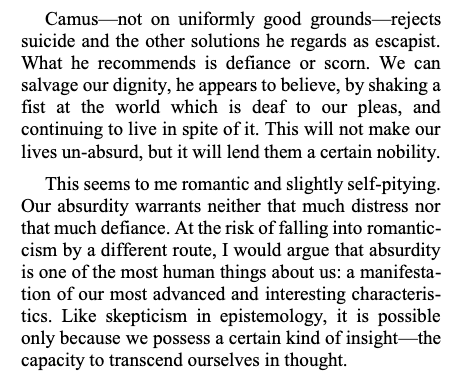 Camus—not on uniformly good grounds—rejects
suicide and the other solutions he regards as escapist.
What he recommends is defiance or scorn. We can
salvage our dignity, he appears to believe, by shaking a
fist at the world which is deaf to our pleas, and
continuing to live in spite of it. This will not make our
lives un-absurd, but it will lend them a certain nobility.
This seems to me romantic and slightly self-pitying.
Our absurdity warrants neither that much distress nor
that much defiance. At the risk of falling into romantic-
cism by a different route, I would argue that absurdity
is one of the most human things about us: a manifesta-
tion of our most advanced and interesting characteris-
tics. Like skepticism in epistemology, it is possible
only because we possess a certain kind of insight—the
capacity to transcend ourselves in thought.